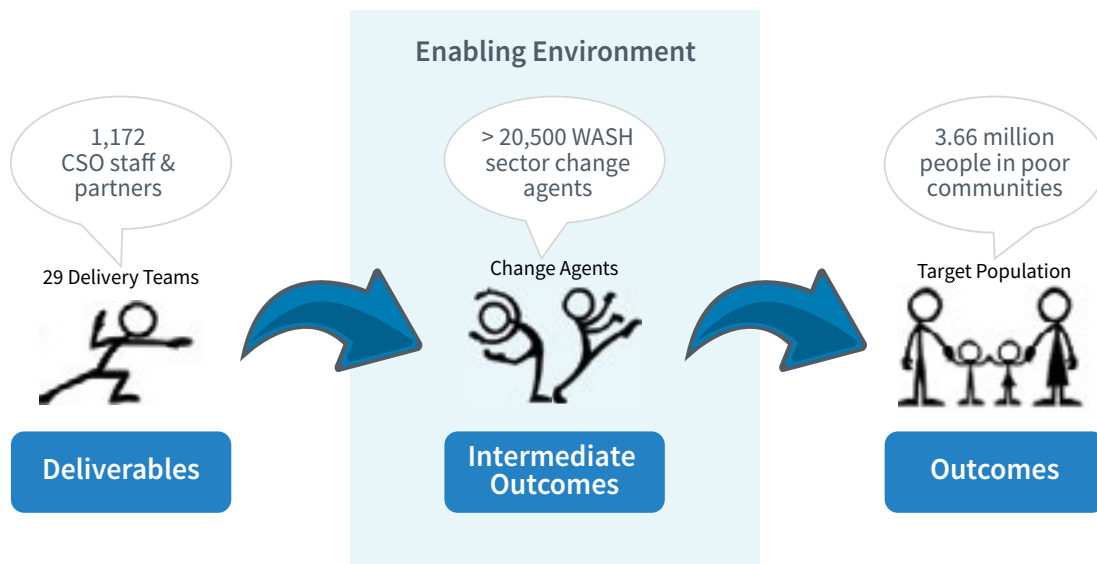 Enabling Environment
1,172
CSO staff &
partners
29 Delivery Teams
Deliverables
> 20,500 WASH
sector change
agents
Change Agents
Intermediate
Outcomes
3.66 million
people in poor
communities
Target Population
Outcomes